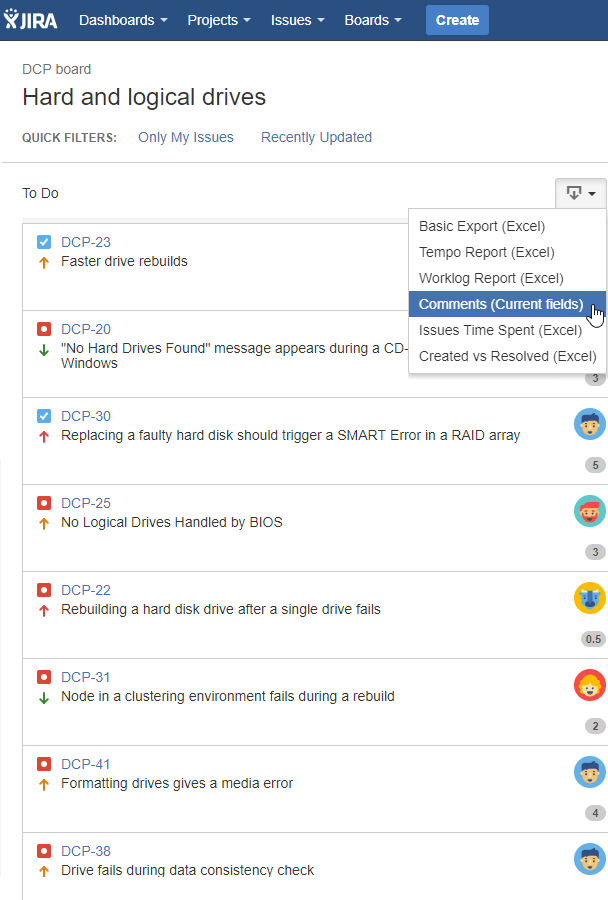 JIRA Dashboards Projects Issues Boards Create
DCP board
Hard and logical drives
QUICK FILTERS: Only My Issues Recently Updated
To Do
Basic Export (Excel)
Tempo Report (Excel)
Worklog Report (Excel)
Comments (Current fields)
Issues Time Spent (Excel)
Created vs Resolved (Excel)
DCP-23
Faster drive rebuilds
DCP-20
"No Hard Drives Found" message appears during a CD-
Windows
3
DCP-30
Replacing a faulty hard disk should trigger a SMART Error in a RAID array
5
DCP-25
No Logical Drives Handled by BIOS
3
DCP-22
Rebuilding a hard disk drive after a single drive fails
0.5
DCP-31
Node in a clustering environment fails during a rebuild
2
DCP-41
Formatting drives gives a media error
4
DCP-38
Drive fails during data consistency check